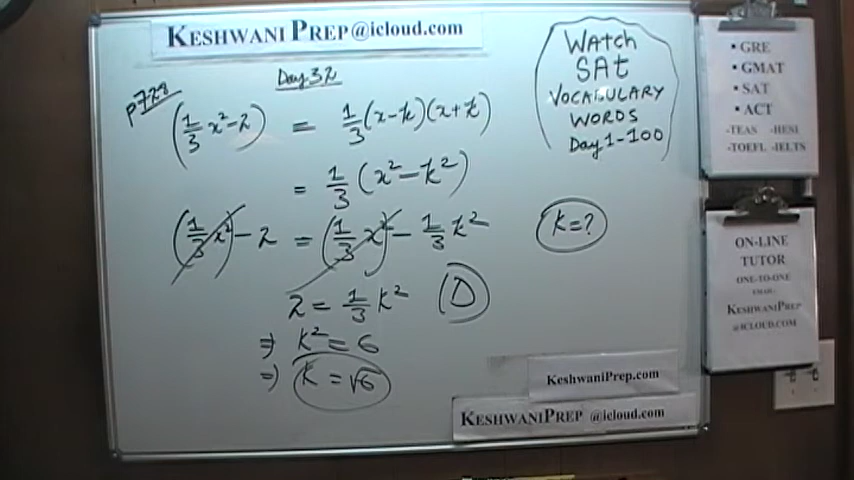 KESHWANI PREP@icloud.com
Day 32
p728
(1/3 x² - 2) = 1/3 (x - k)(x + k)
= 1/3 (x² - k²)
(1/3 x²) - 2 = (1/3 x²) - 1/3 k²
2 = 1/3 k² (D)
⇒ k² = 6
⇒ k = √6
K = ?
WAtch
SAt
VOCABULARY
WORDS
Day 1-100
• GRE
• GMAT
• SAT
• ACT
-TEAS -HESI
-TOEFL -IELTS
ON-LINE
TUTOR
ONE-TO-ONE
KESHWANIPREP
@ICLOUD.COM
KESHWANIPREP.com
KESHWANIPREP @icloud.com